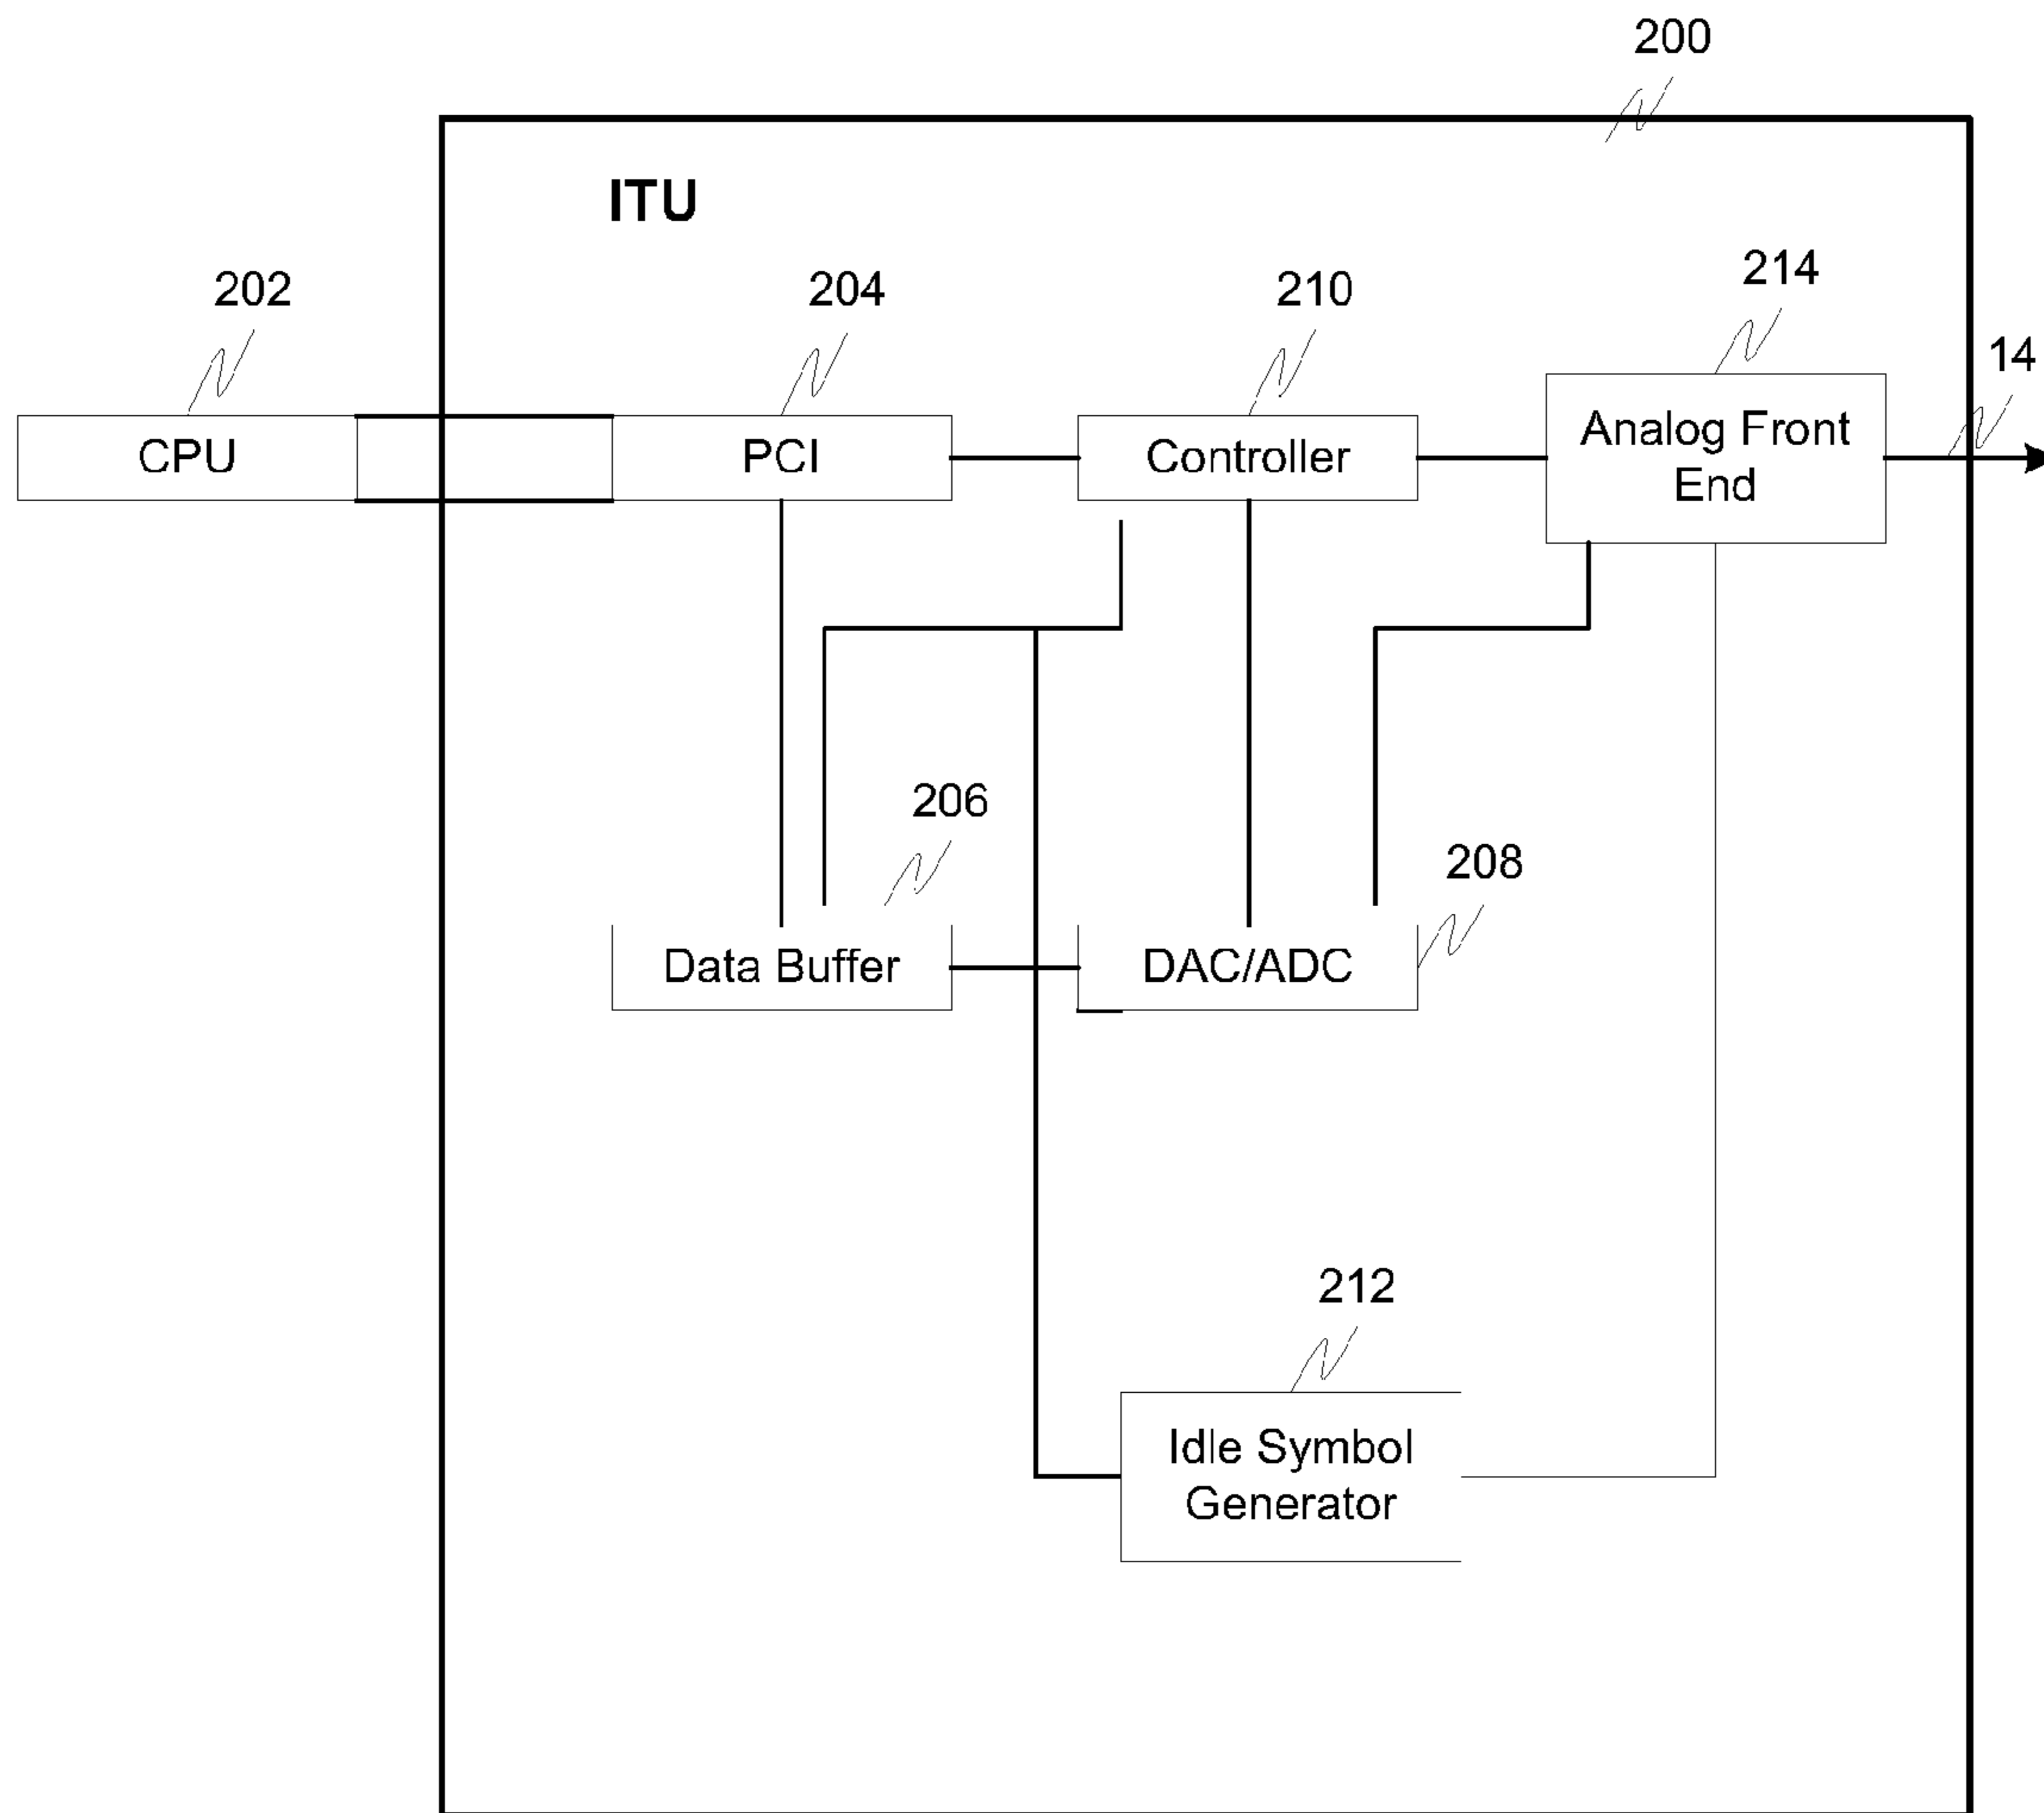 200
ITU
202
204
210
214
14
CPU
PCI
Controller
Analog Front
End
206
208
Data Buffer
DAC/ADC
212
Idle Symbol
Generator